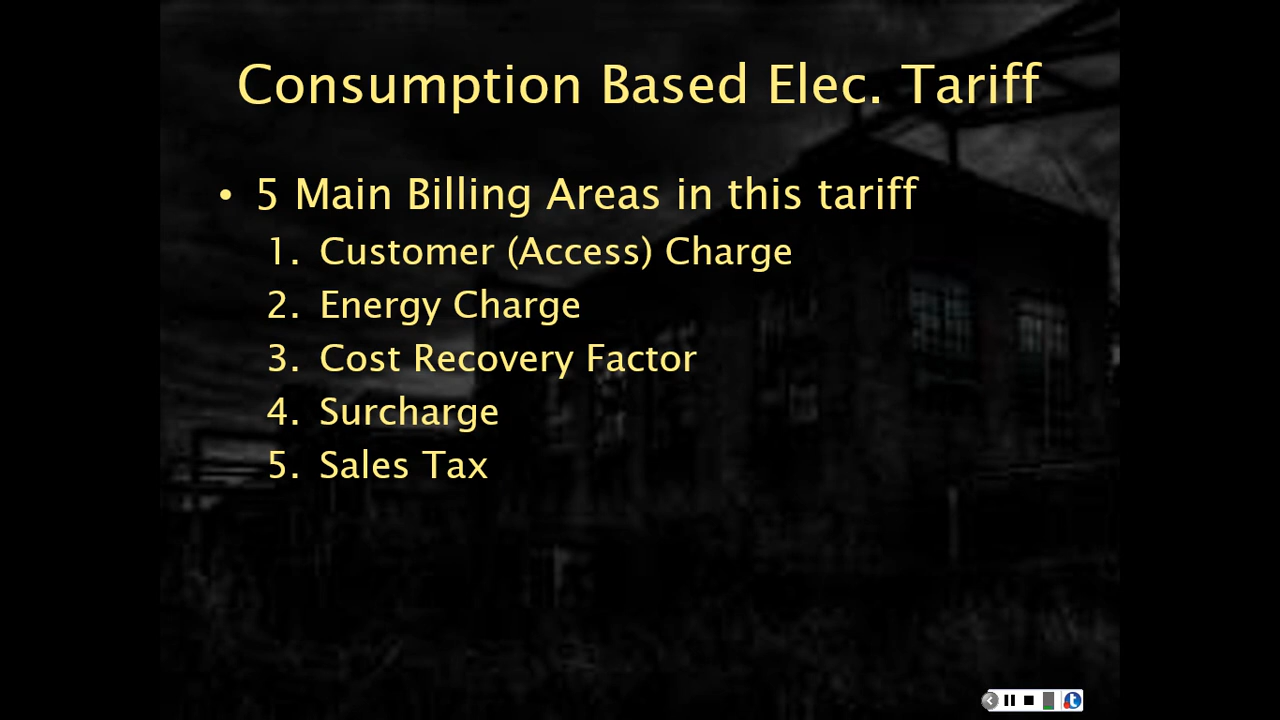 Consumption Based Elec. Tariff
• 5 Main Billing Areas in this tariff
1. Customer (Access) Charge
2. Energy Charge
3. Cost Recovery Factor
4. Surcharge
5. Sales Tax